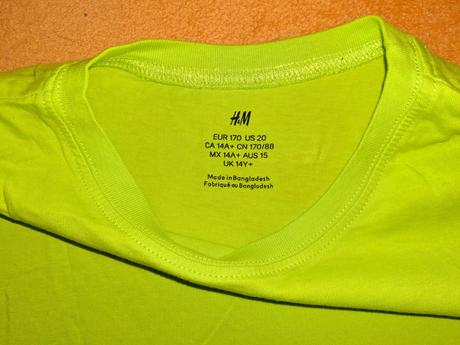 H&M
EUR 170 US 20
CA 14A+ CN 170/88
MX 14A+ AUS 15
UK 14Y+
Made in Bangladesh
Fabriqué au Bangladesh